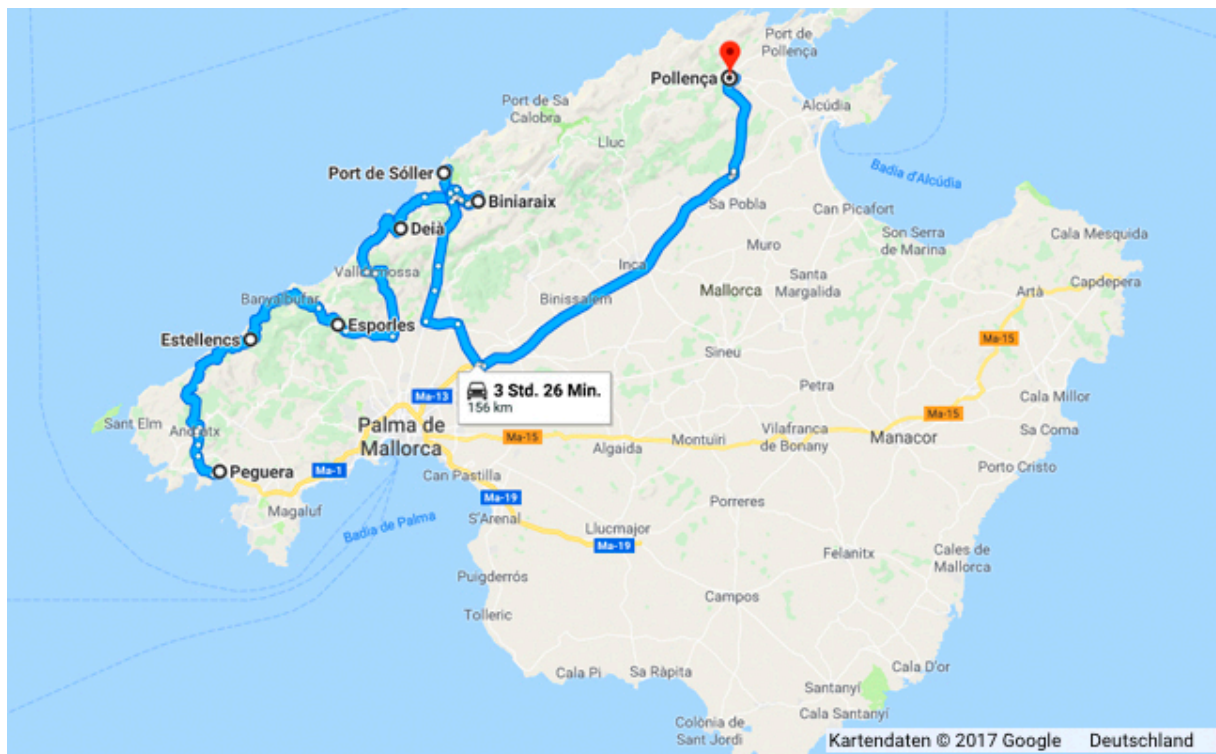 Port de
Pollença
Pollença
Port de Sa
Calobra
Alcúdia
Lluc
Badia d'Alcúdia
Port de Sóller
Biniaraix
Sa Pobla
Can Picafort
Son Serra
de Marina
Cala Mesquida
Deià
Muro
Inca
Santa
Margalida
Capdepera
Artà
Mallorca
Binissalem
Banyalbufar
Esporles
Estellencs
Ma-15
Sineu
3 Std. 26 Min.
156 km
Petra
Ma-13
Cala Millor
Sant Elm
Palma de
Mallorca
Ma-15
Ma-15
Algaida
Montuïri
Vilafranca
de Bonany
Manacor
Sa Coma
Peguera
Ma-1
Can Pastilla
Porto Cristo
Magaluf
Ma-19
Porreres
Badia de Palma
S'Arenal
Llucmajor
Ma-19
Felanitx
Cales de
Mallorca
Puigderrós
Campos
Tolleric
Cala Pi
Sa Ràpita
Cala D'or
Santanyí
Cala Santanyí
Colònia de
Sant Jordi
Kartendaten © 2017 Google
Deutschland